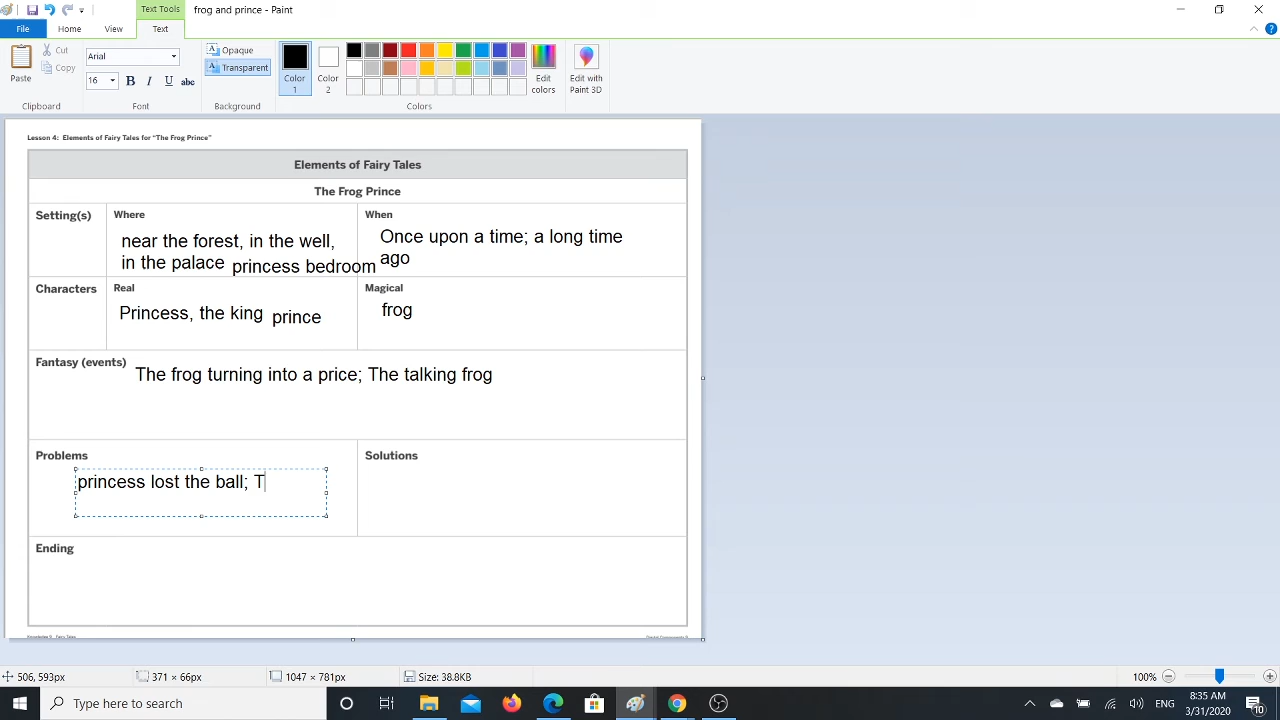 Text Tools
frog and prince - Paint
File
Home
View
Text
Paste
Cut
Copy
Clipboard
Arial
16
B I U abc
Font
Opaque
Transparent
Background
Color 1
Color 2
Edit colors
Edit with Paint 3D
Colors
Lesson 4: Elements of Fairy Tales for "The Frog Prince"
Elements of Fairy Tales
The Frog Prince
Setting(s)
Where
near the forest, in the well,
in the palace princess bedroom
When
Once upon a time; a long time
ago
Characters
Real
Princess, the king prince
Magical
frog
Fantasy (events)
The frog turning into a price; The talking frog
Problems
princess lost the ball; T
Solutions
Ending
506, 593px
371 × 66px
1047 × 781px
Size: 38.8KB
100%
Type here to search
ENG
8:35 AM
3/31/2020